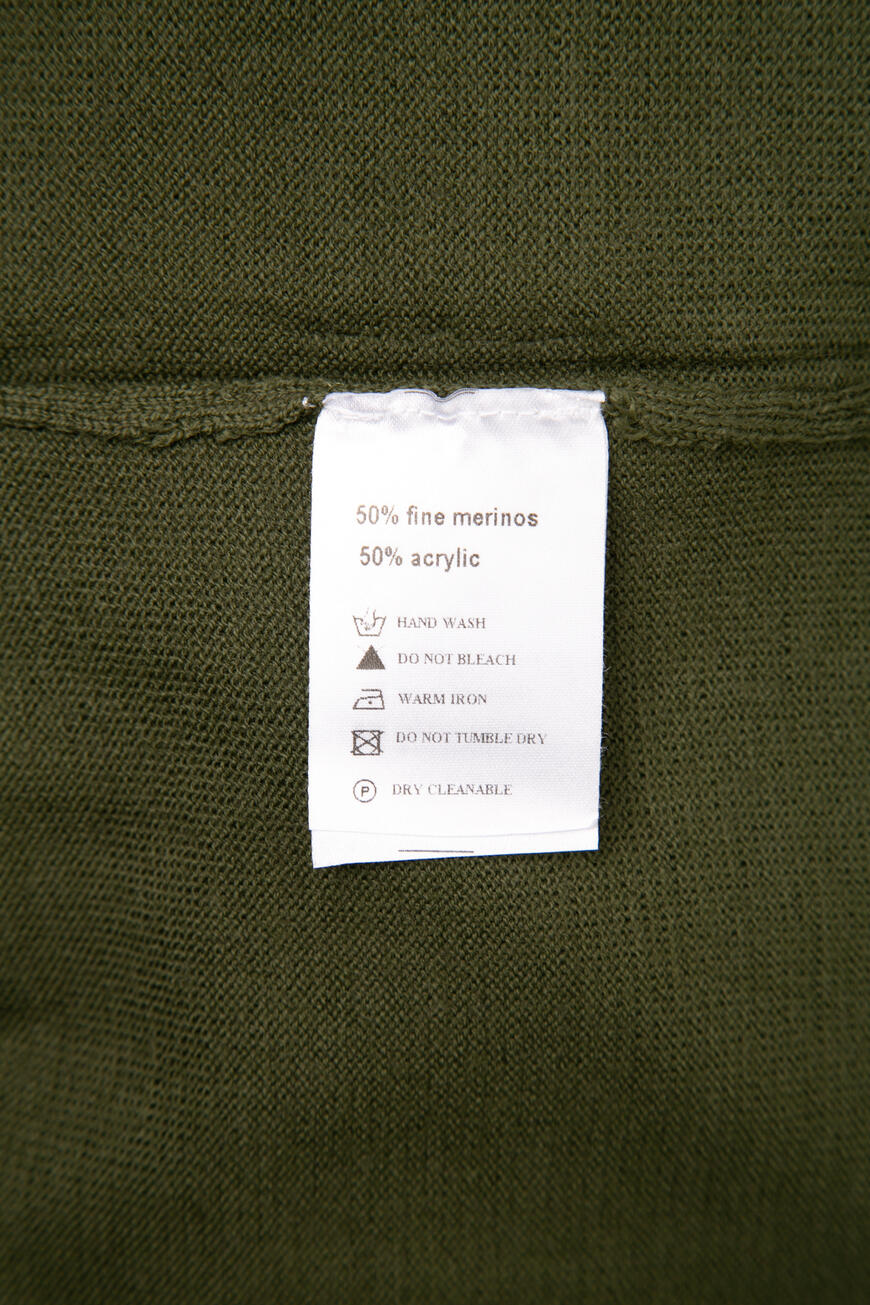 50% fine merinos
50% acrylic
HAND WASH
DO NOT BLEACH
WARM IRON
DO NOT TUMBLE DRY
P DRY CLEANABLE